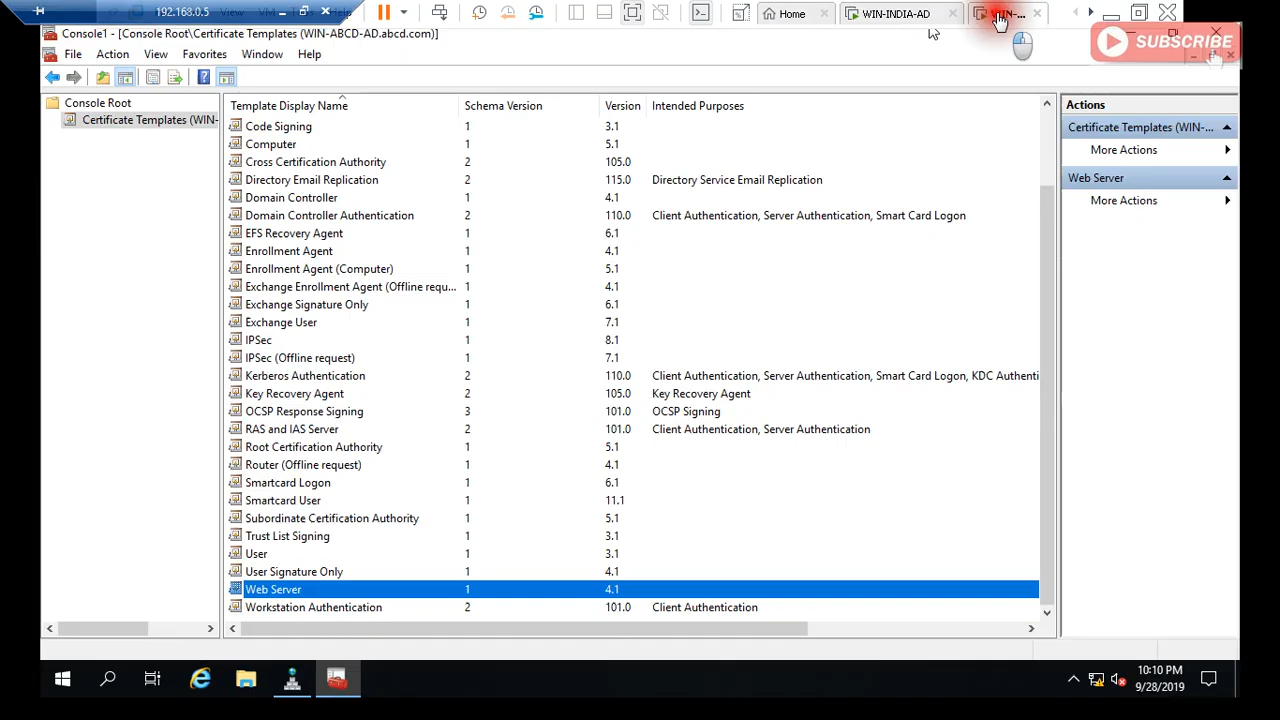 192.168.0.5
View VM
Home
WIN-INDIA-AD
WIN-...
Console1 - [Console Root\Certificate Templates (WIN-ABCD-AD.abcd.com)]
SUBSCRIBE
File Action View Favorites Window Help
Console Root
Certificate Templates (WIN-
Template Display Name Schema Version Version Intended Purposes
Code Signing 1 3.1
Computer 1 5.1
Cross Certification Authority 2 105.0
Directory Email Replication 2 115.0 Directory Service Email Replication
Domain Controller 1 4.1
Domain Controller Authentication 2 110.0 Client Authentication, Server Authentication, Smart Card Logon
EFS Recovery Agent 1 6.1
Enrollment Agent 1 4.1
Enrollment Agent (Computer) 1 5.1
Exchange Enrollment Agent (Offline requ... 1 4.1
Exchange Signature Only 1 6.1
Exchange User 1 7.1
IPSec 1 8.1
IPSec (Offline request) 1 7.1
Kerberos Authentication 2 110.0 Client Authentication, Server Authentication, Smart Card Logon, KDC Authenti
Key Recovery Agent 2 105.0 Key Recovery Agent
OCSP Response Signing 3 101.0 OCSP Signing
RAS and IAS Server 2 101.0 Client Authentication, Server Authentication
Root Certification Authority 1 5.1
Router (Offline request) 1 4.1
Smartcard Logon 1 6.1
Smartcard User 1 11.1
Subordinate Certification Authority 1 5.1
Trust List Signing 1 3.1
User 1 3.1
User Signature Only 1 4.1
Web Server 1 4.1
Workstation Authentication 2 101.0 Client Authentication
Actions
Certificate Templates (WIN-...
More Actions
Web Server
More Actions
10:10 PM
9/28/2019